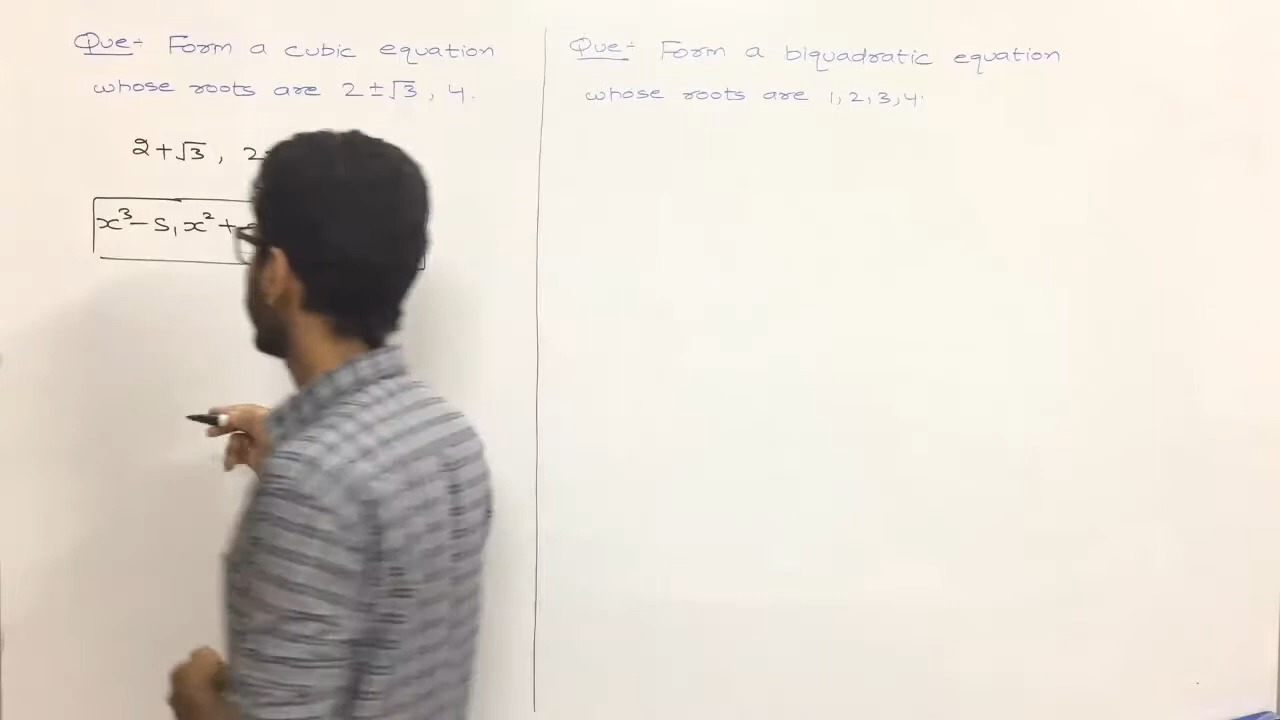 Que:- Form a cubic equation
whose roots are 2 ± √3, 4.
2 + √3, 2
x³ - S₁x² +
Que:- Form a biquadratic equation
whose roots are 1, 2, 3, 4.